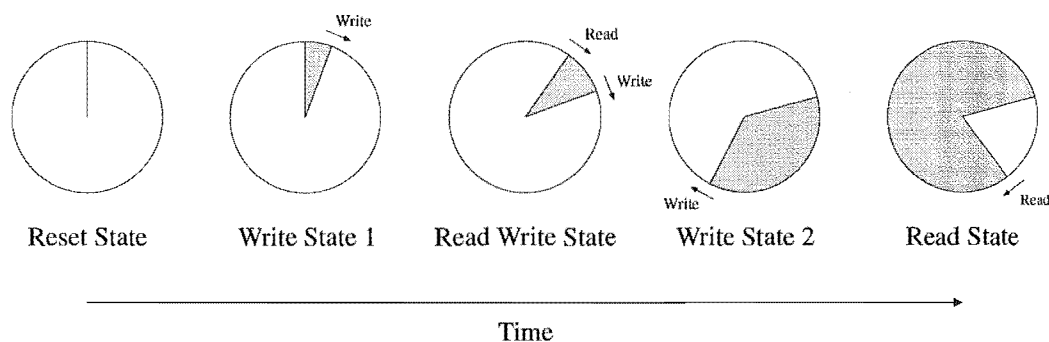 Write
Read
Write
Write
Read
Reset State
Write State 1
Read Write State
Write State 2
Read State
Time